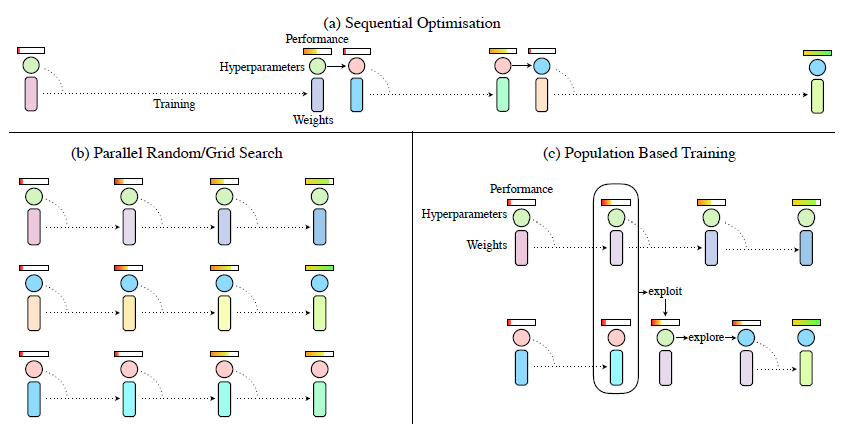 (a) Sequential Optimisation
Performance
Hyperparameters
Training
Weights
(b) Parallel Random/Grid Search
(c) Population Based Training
Performance
Hyperparameters
Weights
exploit
explore